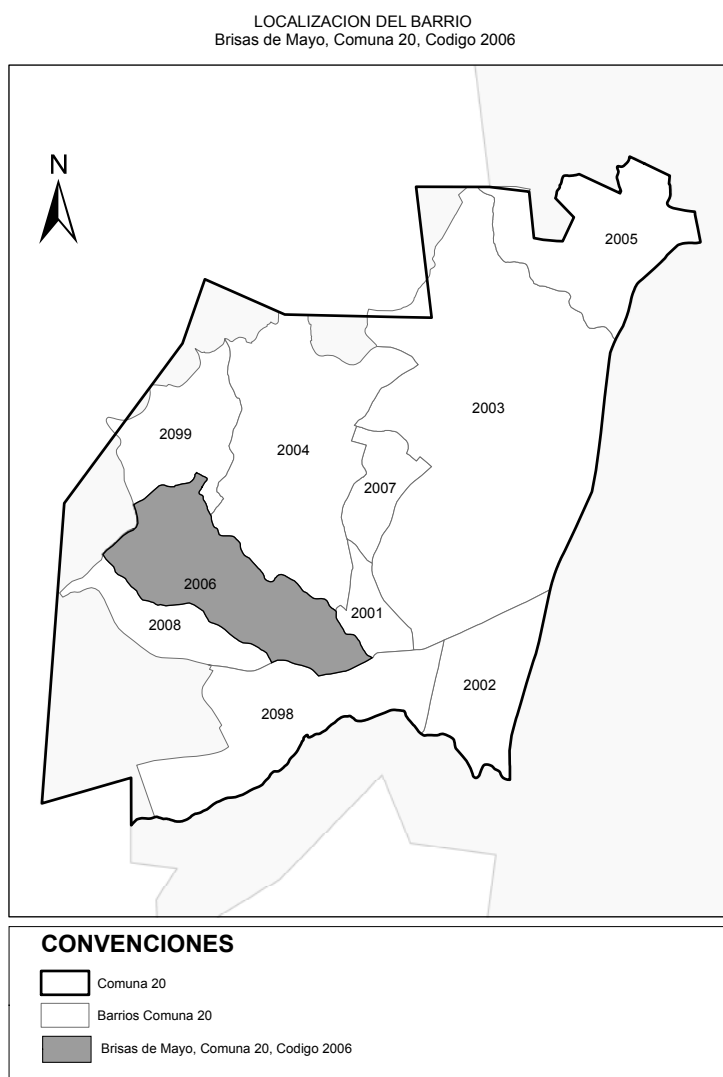 LOCALIZACION DEL BARRIO
Brisas de Mayo, Comuna 20, Codigo 2006
N
2005
2003
2099
2004
2007
2006
2001
2008
2002
2098
CONVENCIONES
Comuna 20
Barrios Comuna 20
Brisas de Mayo, Comuna 20, Codigo 2006